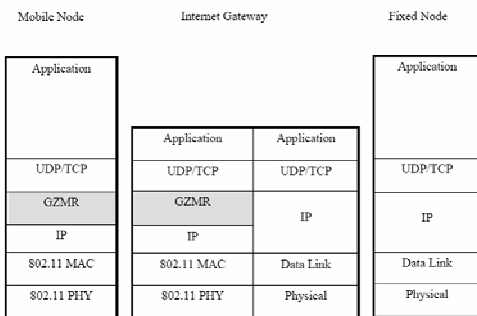 Mobile Node
Internet Gateway
Fixed Node
Application
UDP/TCP
GZMR
IP
802.11 MAC
802.11 PHY
Application Application
UDP/TCP UDP/TCP
GZMR
IP
IP
802.11 MAC Data Link
802.11 PHY Physical
Application
UDP/TCP
IP
Data Link
Physical